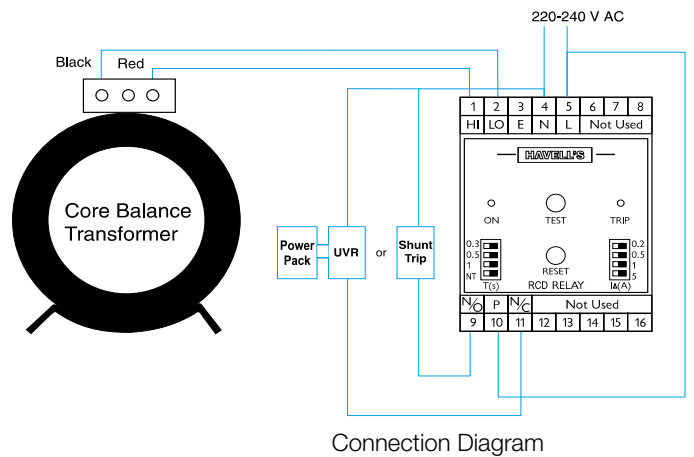 220-240 V AC
Black Red
Core Balance
Transformer
1 2 3 4 5 6 7 8
HI LO E N L Not Used
HAVELL'S
ON TEST TRIP
0.3
0.5
1
NT
T(s)
RESET
RCD RELAY
0.2
0.5
1
5
IΔ(A)
Power
Pack
UVR
or
Shunt
Trip
N/O P N/C Not Used
9 10 11 12 13 14 15 16
Connection Diagram